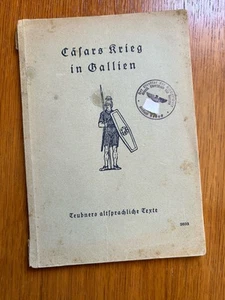 Cäsars Krieg
in Gallien
Teubners altsprachliche Texte